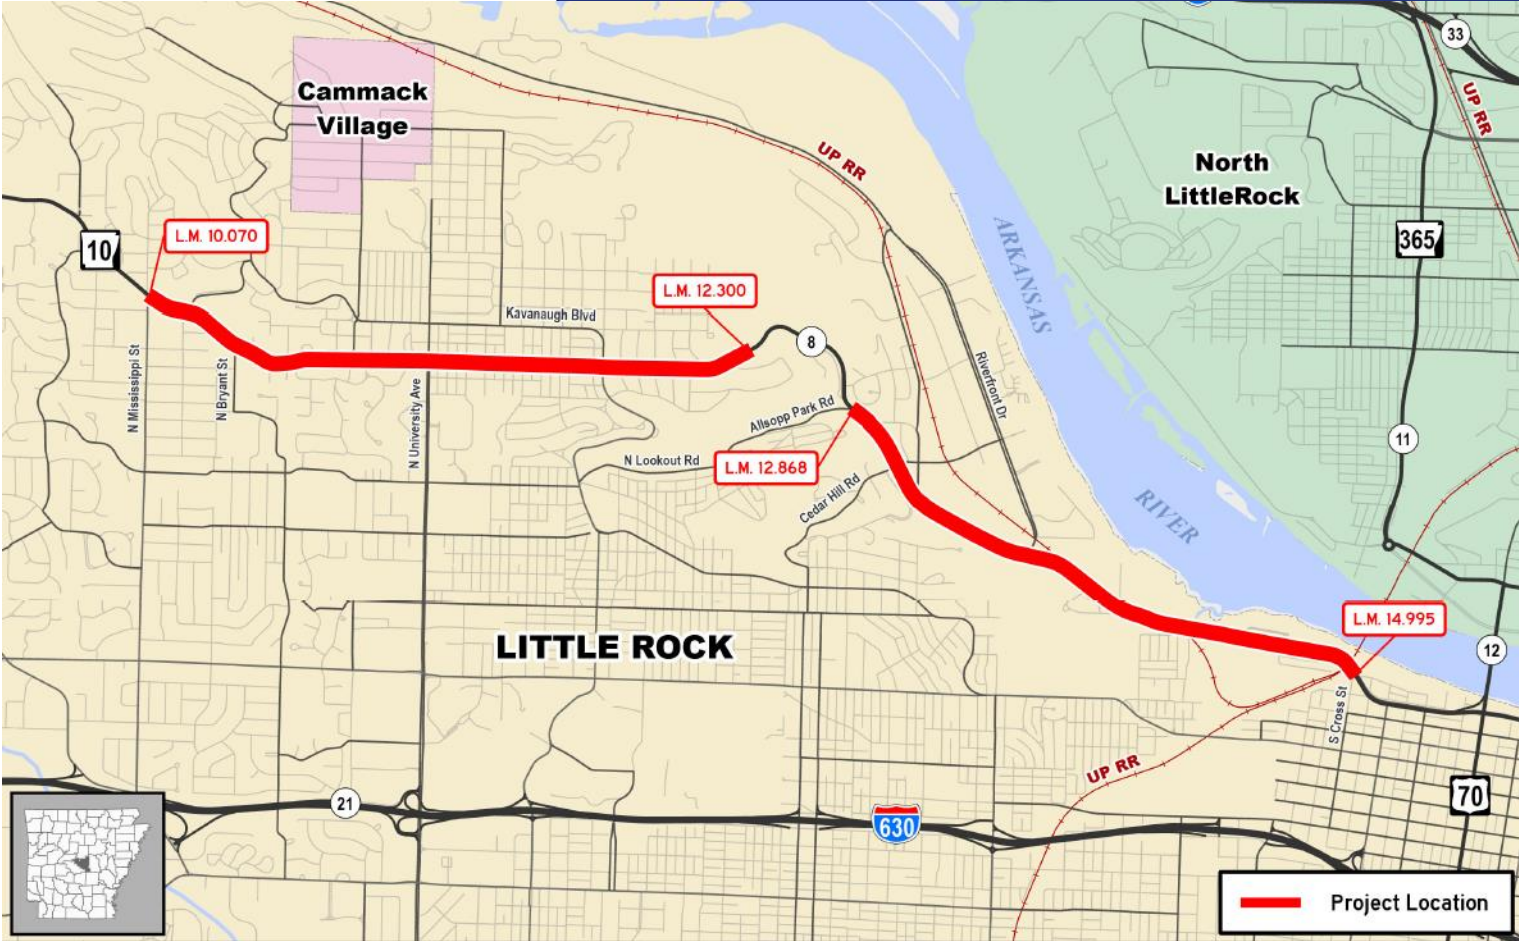 33
Cammack
Village
UP RR
UP RR
North
LittleRock
L.M. 10.070
10
365
ARKANSAS
L.M. 12.300
Kavanaugh Blvd
8
N Mississippi St
N Bryant St
N University Ave
Riverfront Dr
Allsopp Park Rd
11
N Lookout Rd
L.M. 12.868
Cedar Hill Rd
RIVER
L.M. 14.995
LITTLE ROCK
12
S Cross St
UP RR
70
21
630
Project Location